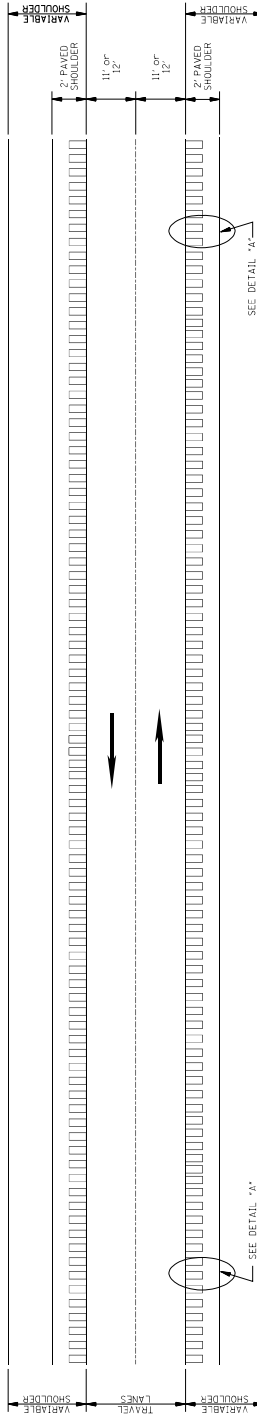 VARIABLE
SHOULDER
2' PAVED
SHOULDER
11' or
12'
11' or
12'
2' PAVED
SHOULDER
VARIABLE
SHOULDER
SEE DETAIL "A"
SEE DETAIL "A"
VARIABLE
SHOULDER
TRAVEL
LANES
VARIABLE
SHOULDER